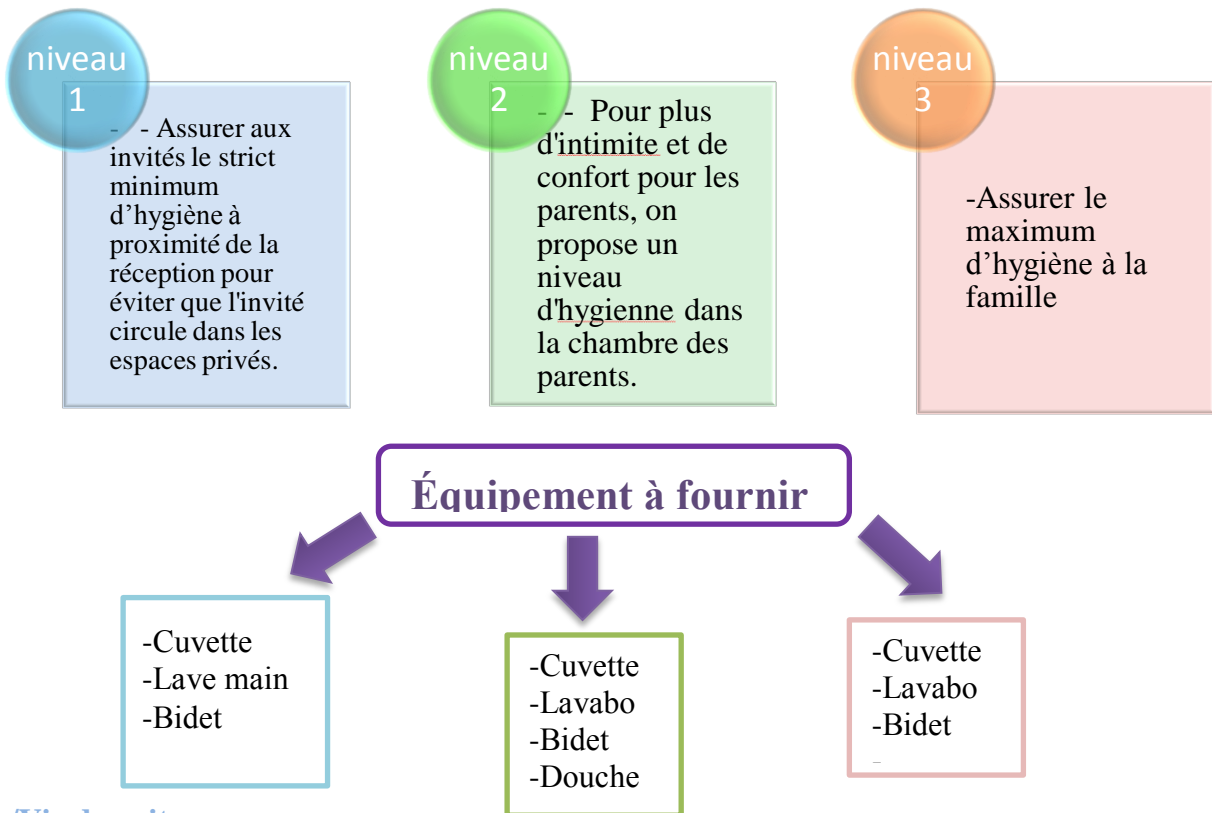 niveau
1
- - Assurer aux
invités le strict
minimum
d’hygiène à
proximité de la
réception pour
éviter que l'invité
circule dans les
espaces privés.
niveau
2
- - Pour plus
d'intimite et de
confort pour les
parents, on
propose un
niveau
d'hygienne dans
la chambre des
parents.
niveau
3
-Assurer le
maximum
d’hygiène à la
famille
Équipement à fournir
-Cuvette
-Lave main
-Bidet
-Cuvette
-Lavabo
-Bidet
-Douche
-Cuvette
-Lavabo
-Bidet
-